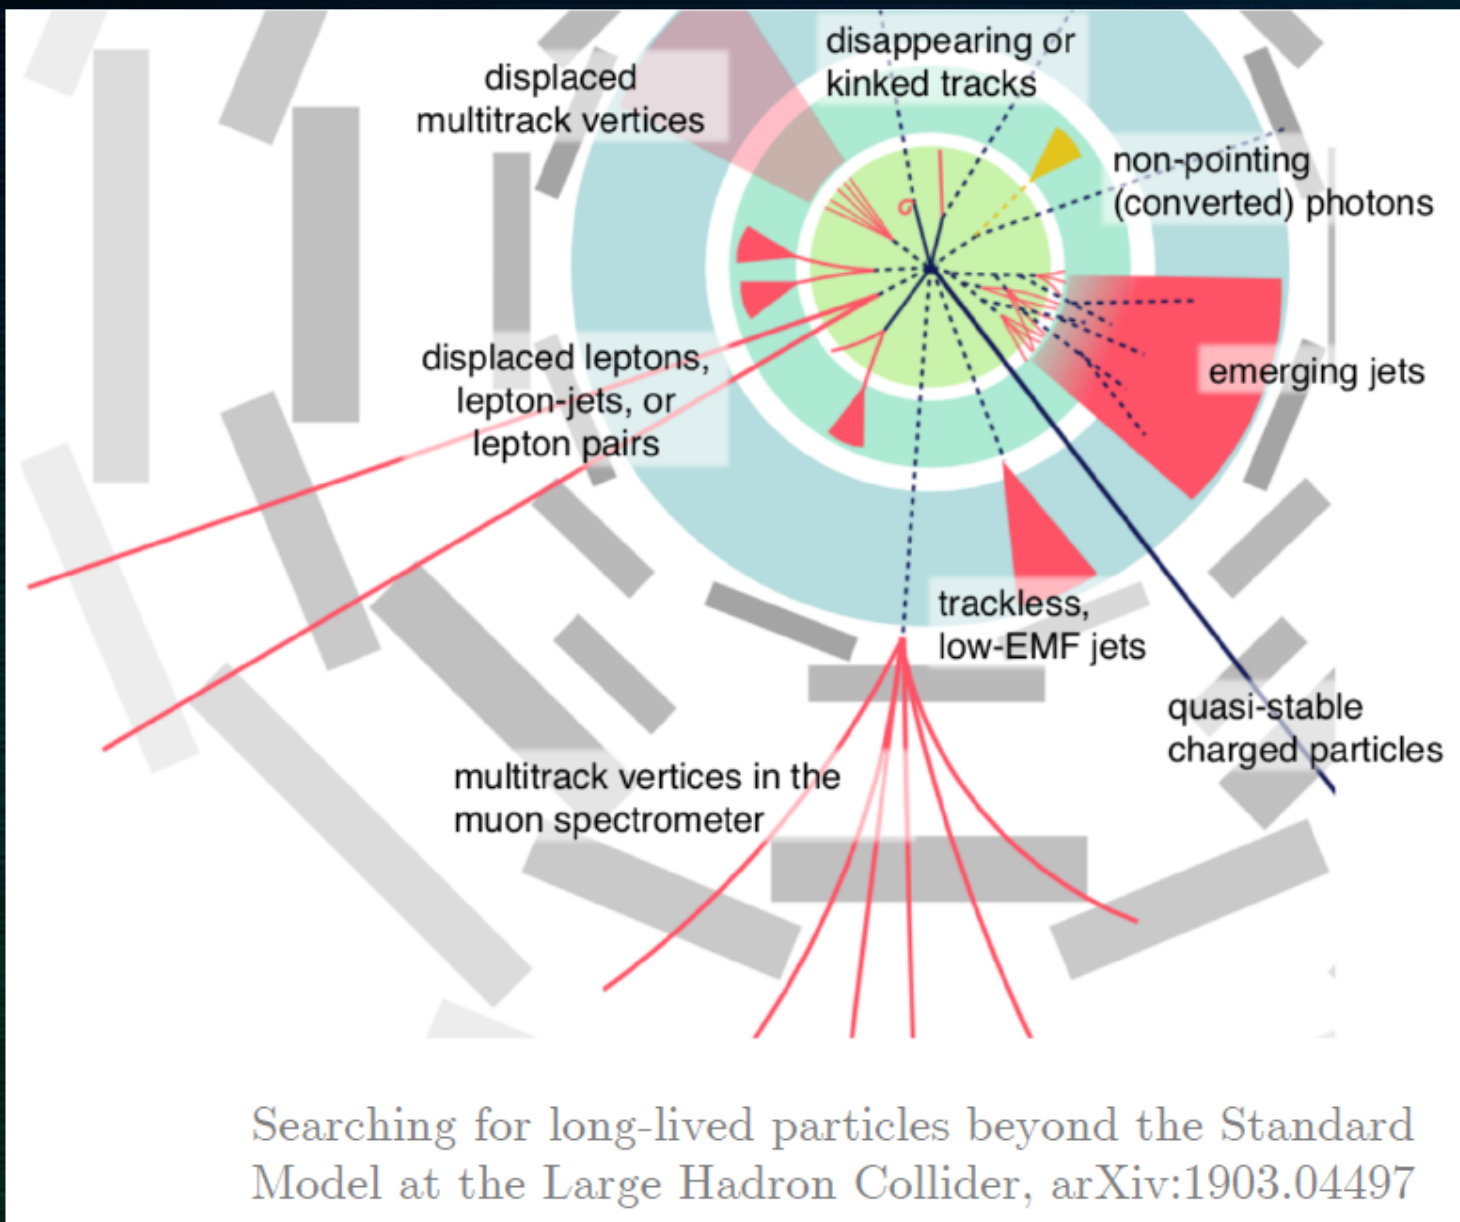 disappearing or
kinked tracks
displaced
multitrack vertices
non-pointing
(converted) photons
displaced leptons,
lepton-jets, or
lepton pairs
emerging jets
trackless,
low-EMF jets
quasi-stable
charged particles
multitrack vertices in the
muon spectrometer
Searching for long-lived particles beyond the Standard
Model at the Large Hadron Collider, arXiv:1903.04497